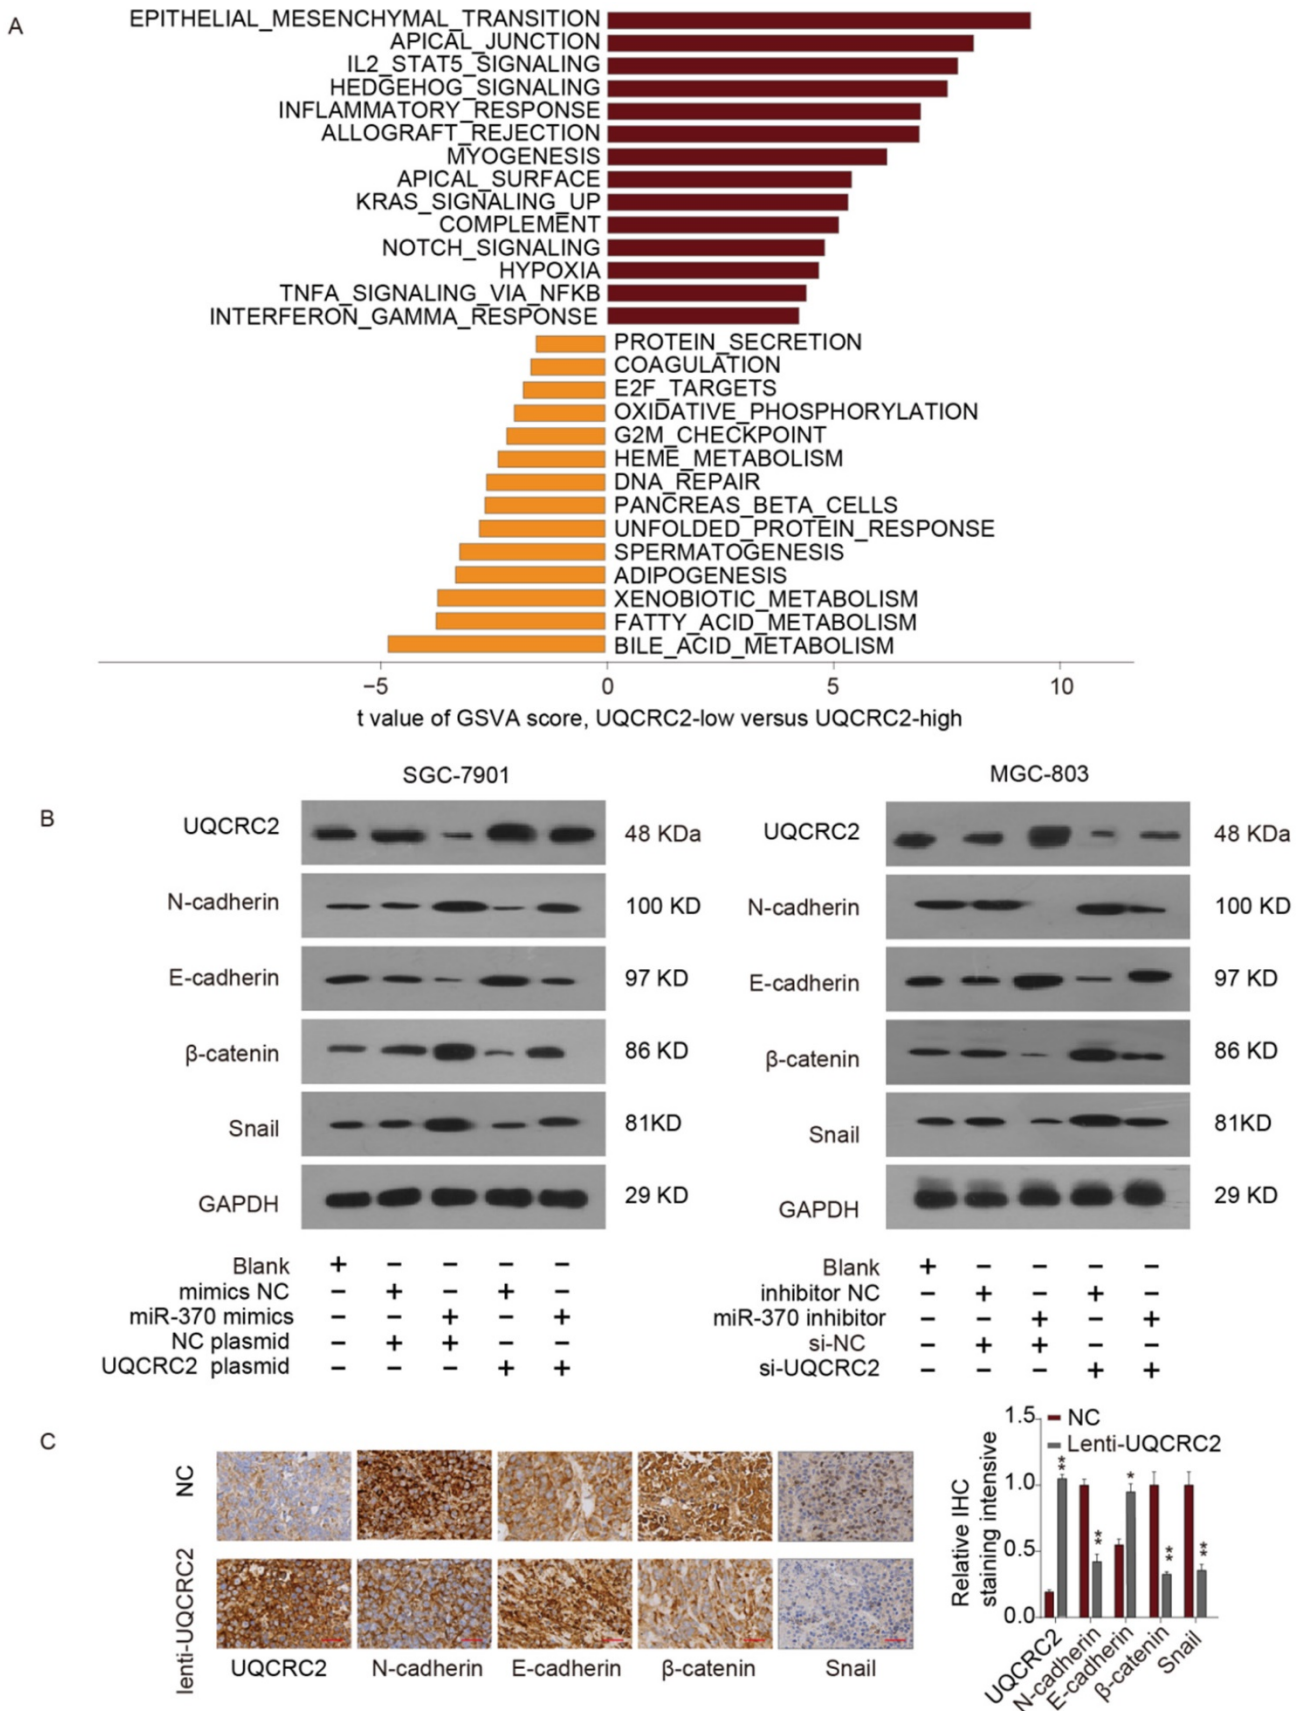 A
EPITHELIAL_MESENCHYMAL_TRANSITION
APICAL_JUNCTION
IL2_STAT5_SIGNALING
HEDGEHOG_SIGNALING
INFLAMMATORY_RESPONSE
ALLOGRAFT_REJECTION
MYOGENESIS
APICAL_SURFACE
KRAS_SIGNALING_UP
COMPLEMENT
NOTCH_SIGNALING
HYPOXIA
TNFA_SIGNALING_VIA_NFKB
INTERFERON_GAMMA_RESPONSE
PROTEIN_SECRETION
COAGULATION
E2F_TARGETS
OXIDATIVE_PHOSPHORYLATION
G2M_CHECKPOINT
HEME_METABOLISM
DNA_REPAIR
PANCREAS_BETA_CELLS
UNFOLDED_PROTEIN_RESPONSE
SPERMATOGENESIS
ADIPOGENESIS
XENOBIOTIC_METABOLISM
FATTY_ACID_METABOLISM
BILE_ACID_METABOLISM
−5 0 5 10
t value of GSVA score, UQCRC2-low versus UQCRC2-high
B
SGC-7901
UQCRC2 48 KDa
N-cadherin 100 KD
E-cadherin 97 KD
β-catenin 86 KD
Snail 81KD
GAPDH 29 KD
Blank + − − − −
mimics NC − + − + −
miR-370 mimics − − + − +
NC plasmid − + + − −
UQCRC2 plasmid − − − + +
MGC-803
UQCRC2 48 KDa
N-cadherin 100 KD
E-cadherin 97 KD
β-catenin 86 KD
Snail 81KD
GAPDH 29 KD
Blank + − − − −
inhibitor NC − + − + −
miR-370 inhibitor − − + − +
si-NC − + + − −
si-UQCRC2 − − − + +
C
NC
lenti-UQCRC2
UQCRC2 N-cadherin E-cadherin β-catenin Snail
Relative IHC
staining intensive
1.5
1.0
0.5
0.0
NC
Lenti-UQCRC2
** ** * ** **
UQCRC2
N-cadherin
E-cadherin
β-catenin
Snail